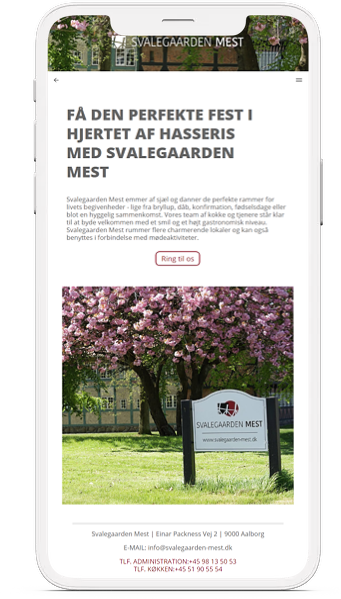 SVALEGAARDEN MEST
FÅ DEN PERFEKTE FEST I
HJERTET AF HASSERIS
MED SVALEGAARDEN
MEST
Svalegaarden Mest emmer af sjæl og danner de perfekte rammer for
livets begivenheder - lige fra bryllup, dåb, konfirmation, fødselsdage eller
blot en hyggelig sammenkomst. Vores team af kokke og tjenere står klar
til at byde velkommen med et smil og et højt gastronomisk niveau.
Svalegaarden Mest rummer flere charmerende lokaler og kan også
benyttes i forbindelse med mødeaktiviteter.
Ring til os
SVALEGAARDEN MEST
www.svalegaarden-mest.dk
Svalegaarden Mest | Einar Packness Vej 2 | 9000 Aalborg
E-MAIL: info@svalegaarden-mest.dk
TLF. ADMINISTRATION:+45 98 13 50 53
TLF. KØKKEN:+45 51 90 55 54